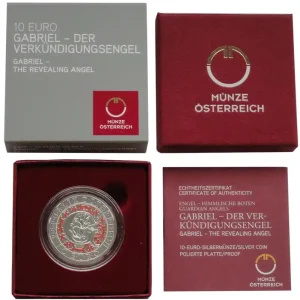 10 EURO
GABRIEL – DER
VERKÜNDIGUNGSENGEL
GABRIEL –
THE REVEALING ANGEL
MÜNZE
ÖSTERREICH
MÜNZE
ÖSTERREICH
ECHTHEITSZERTIFIKAT
CERTIFICATE OF AUTHENTICITY
ENGEL – HIMMLISCHE BOTEN
GUARDIAN ANGELS
GABRIEL – DER VER-
KÜNDIGUNGSENGEL
GABRIEL – THE REVEALING ANGEL
10-EURO-SILBERMÜNZE/SILVER COIN
POLIERTE PLATTE/PROOF
MÜNZE
ÖSTERREICH